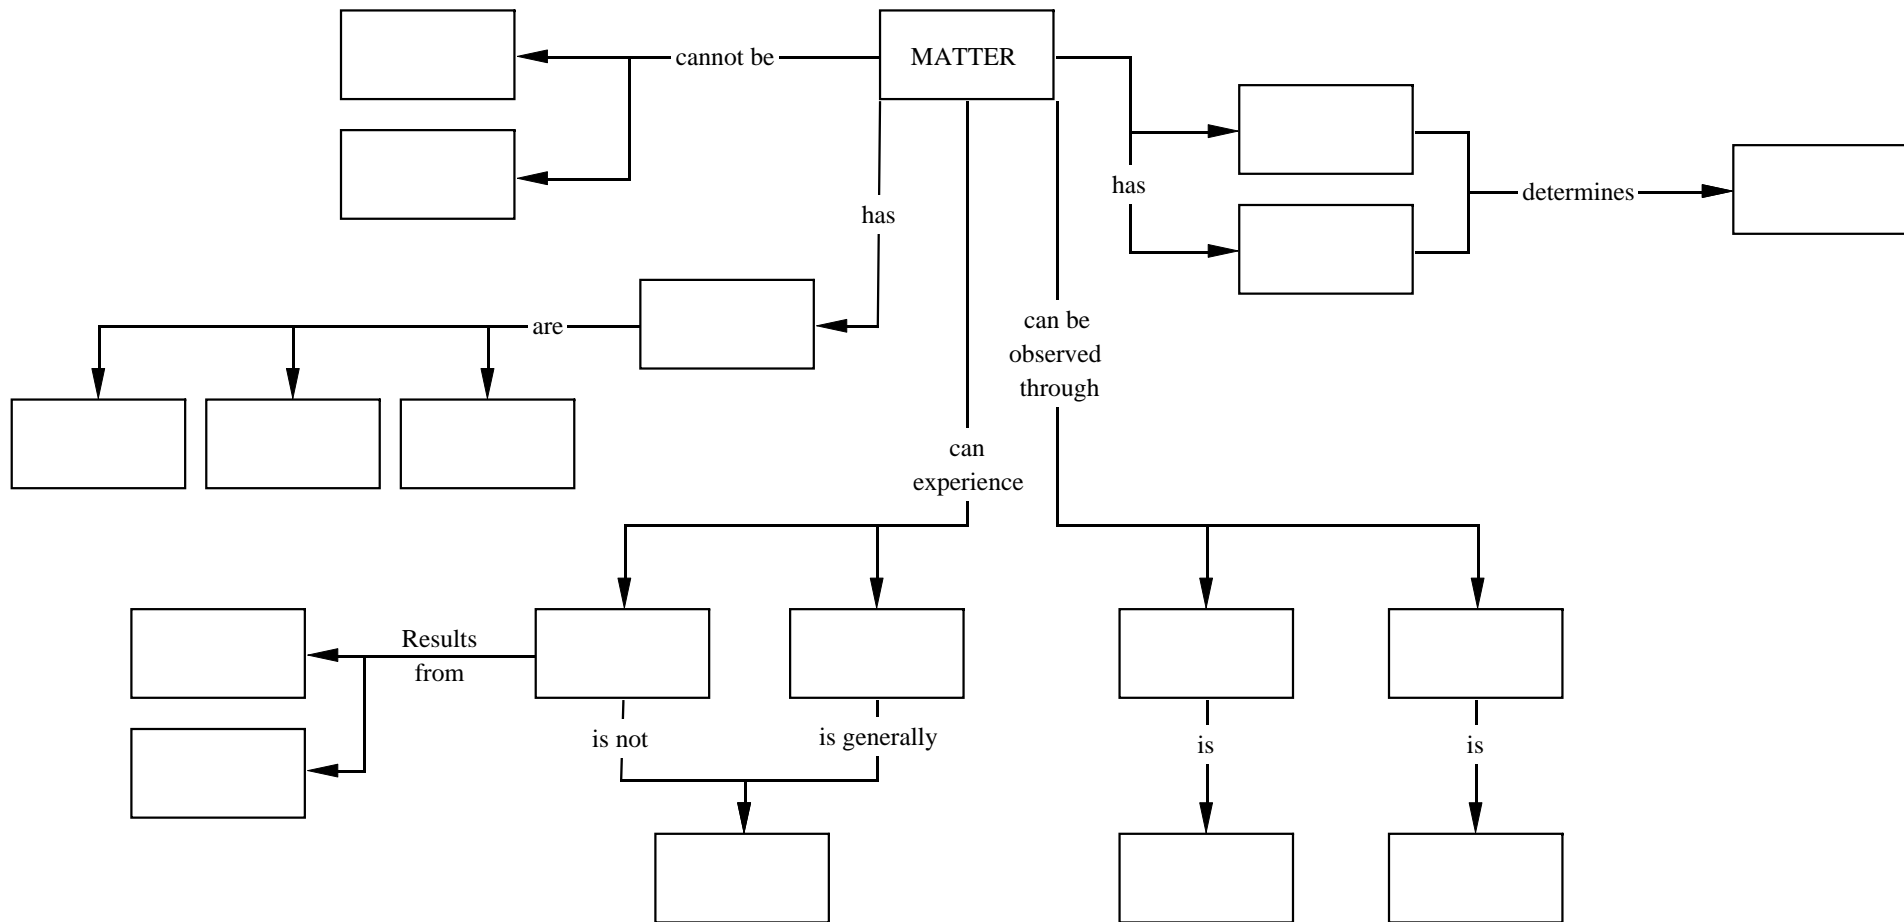 cannot be
MATTER
has
determines
has
can be
observed
through
are
can
experience
Results
from
is not
is generally
is
is